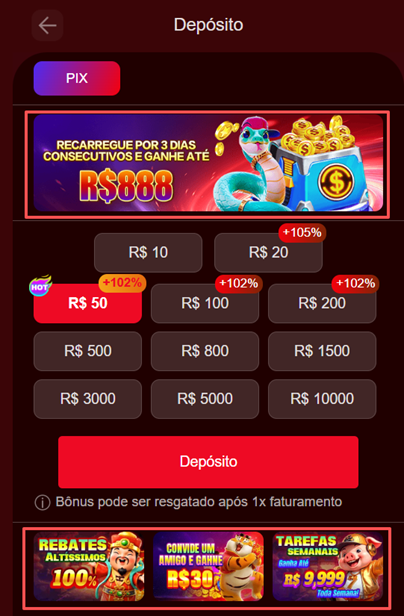 Depósito
PIX
RECARREGUE POR 3 DIAS
CONSECUTIVOS E GANHE ATÉ
R$888
R$ 10
R$ 20
+105%
HOT
R$ 50
+102%
R$ 100
+102%
R$ 200
+102%
R$ 500
R$ 800
R$ 1500
R$ 3000
R$ 5000
R$ 10000
Depósito
Bônus pode ser resgatado após 1x faturamento
REBATES
ALTÍSSIMOS
100%
CONVIDE UM
AMIGO E GANHE
R$30
TAREFAS
SEMANAIS
Ganha Até
R$ 9,999
Toda Semana!